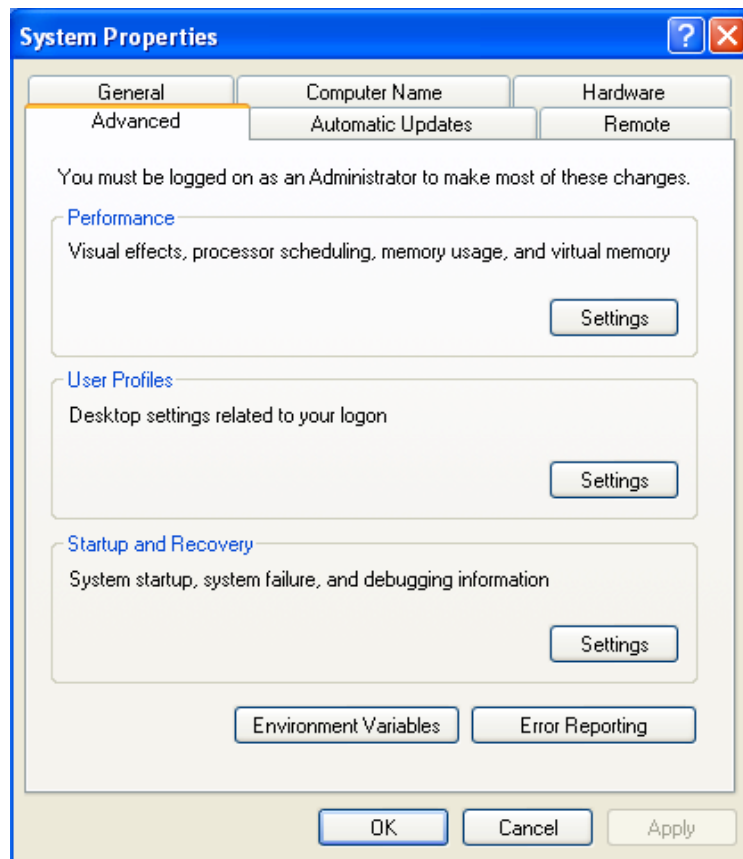 System Properties
General Computer Name Hardware
Advanced Automatic Updates Remote
You must be logged on as an Administrator to make most of these changes.
Performance
Visual effects, processor scheduling, memory usage, and virtual memory
Settings
User Profiles
Desktop settings related to your logon
Settings
Startup and Recovery
System startup, system failure, and debugging information
Settings
Environment Variables Error Reporting
OK Cancel Apply